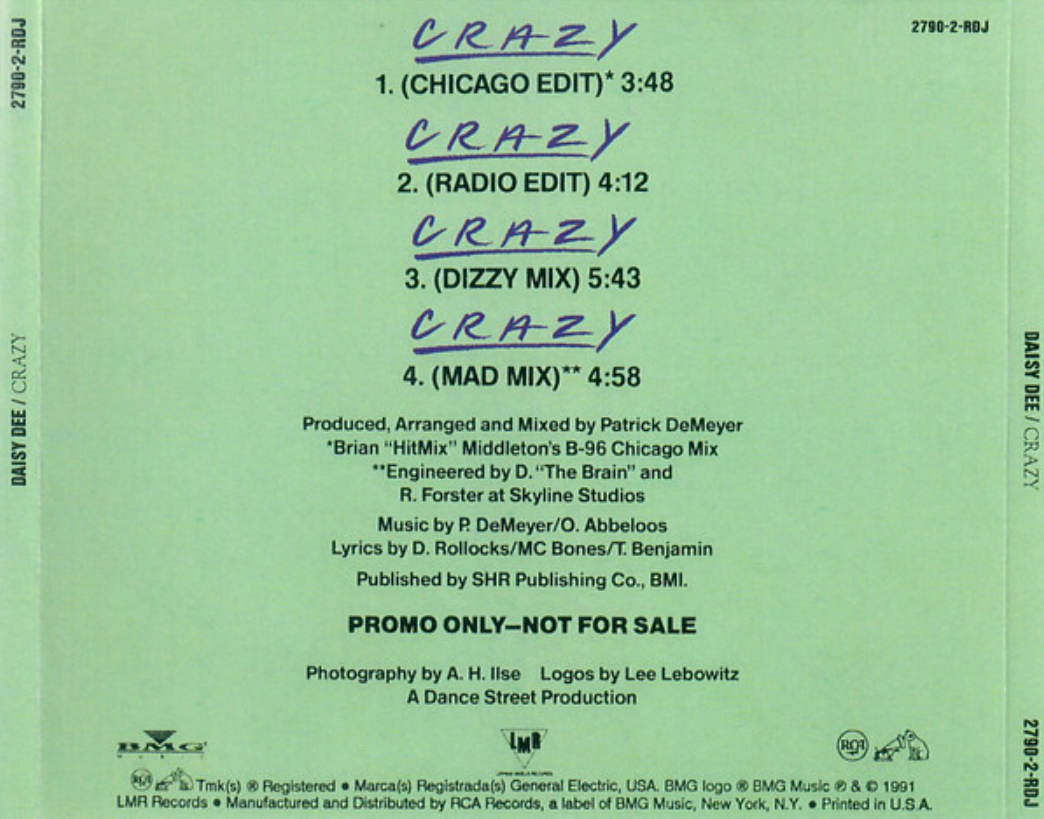 2790-2-RDJ
DAISY DEE / CRAZY
CRAZY
1. (CHICAGO EDIT)* 3:48
CRAZY
2. (RADIO EDIT) 4:12
CRAZY
3. (DIZZY MIX) 5:43
CRAZY
4. (MAD MIX)** 4:58
Produced, Arranged and Mixed by Patrick DeMeyer
*Brian “HitMix” Middleton's B-96 Chicago Mix
**Engineered by D. “The Brain” and
R. Forster at Skyline Studios
Music by P. DeMeyer/O. Abbeloos
Lyrics by D. Rollocks/MC Bones/T. Benjamin
Published by SHR Publishing Co., BMI.
PROMO ONLY—NOT FOR SALE
Photography by A. H. Ilse Logos by Lee Lebowitz
A Dance Street Production
BMG
MUSIC
LMR
RCA
RCA Tmk(s) ® Registered • Marca(s) Registrada(s) General Electric, USA. BMG logo ® BMG Music ℗ & © 1991
LMR Records • Manufactured and Distributed by RCA Records, a label of BMG Music, New York, N.Y. • Printed in U.S.A.
2790-2-RDJ
DAISY DEE / CRAZY
2790-2-RDJ